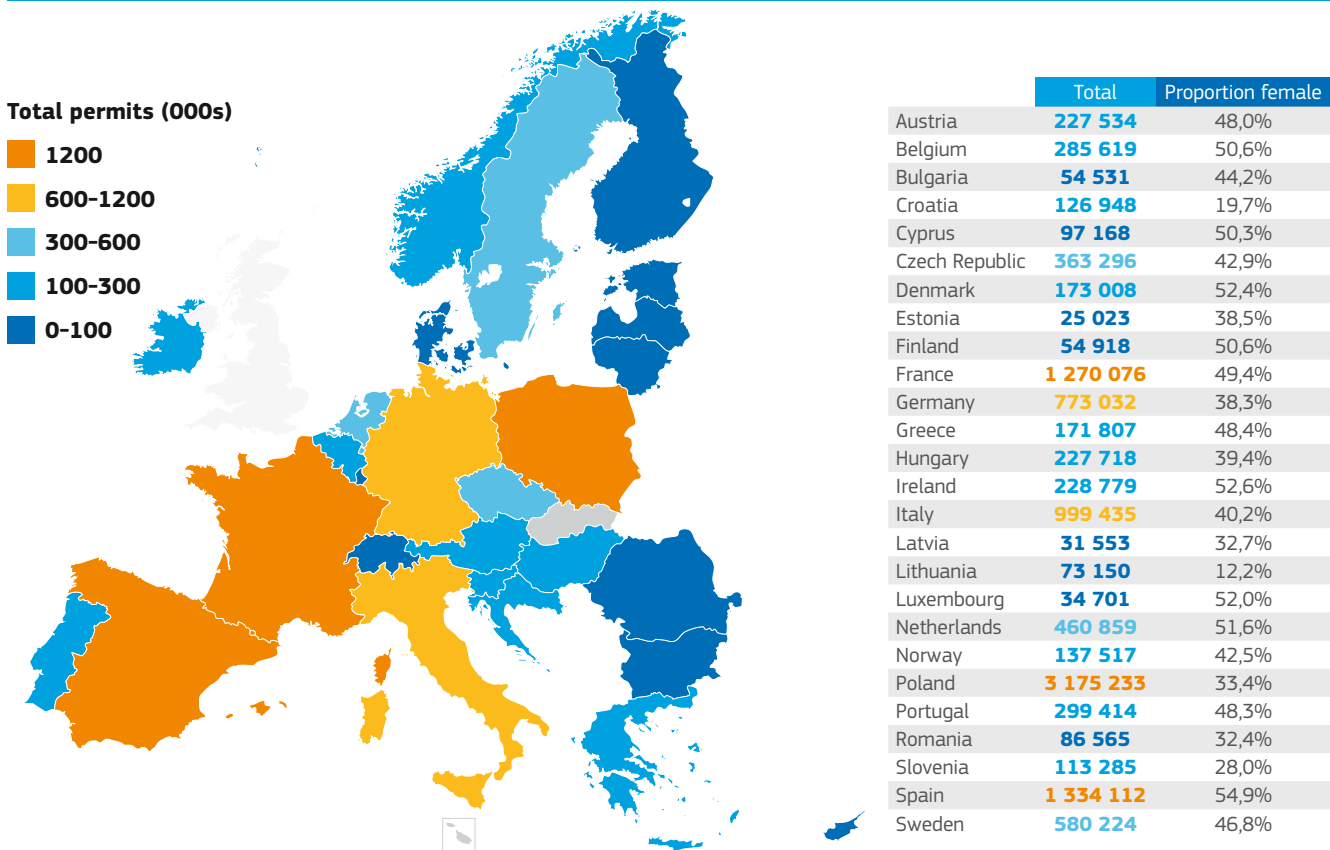 Total permits (000s)
1200
600-1200
300-600
100-300
0-100
Total Proportion female
Austria 227 534 48,0%
Belgium 285 619 50,6%
Bulgaria 54 531 44,2%
Croatia 126 948 19,7%
Cyprus 97 168 50,3%
Czech Republic 363 296 42,9%
Denmark 173 008 52,4%
Estonia 25 023 38,5%
Finland 54 918 50,6%
France 1 270 076 49,4%
Germany 773 032 38,3%
Greece 171 807 48,4%
Hungary 227 718 39,4%
Ireland 228 779 52,6%
Italy 999 435 40,2%
Latvia 31 553 32,7%
Lithuania 73 150 12,2%
Luxembourg 34 701 52,0%
Netherlands 460 859 51,6%
Norway 137 517 42,5%
Poland 3 175 233 33,4%
Portugal 299 414 48,3%
Romania 86 565 32,4%
Slovenia 113 285 28,0%
Spain 1 334 112 54,9%
Sweden 580 224 46,8%